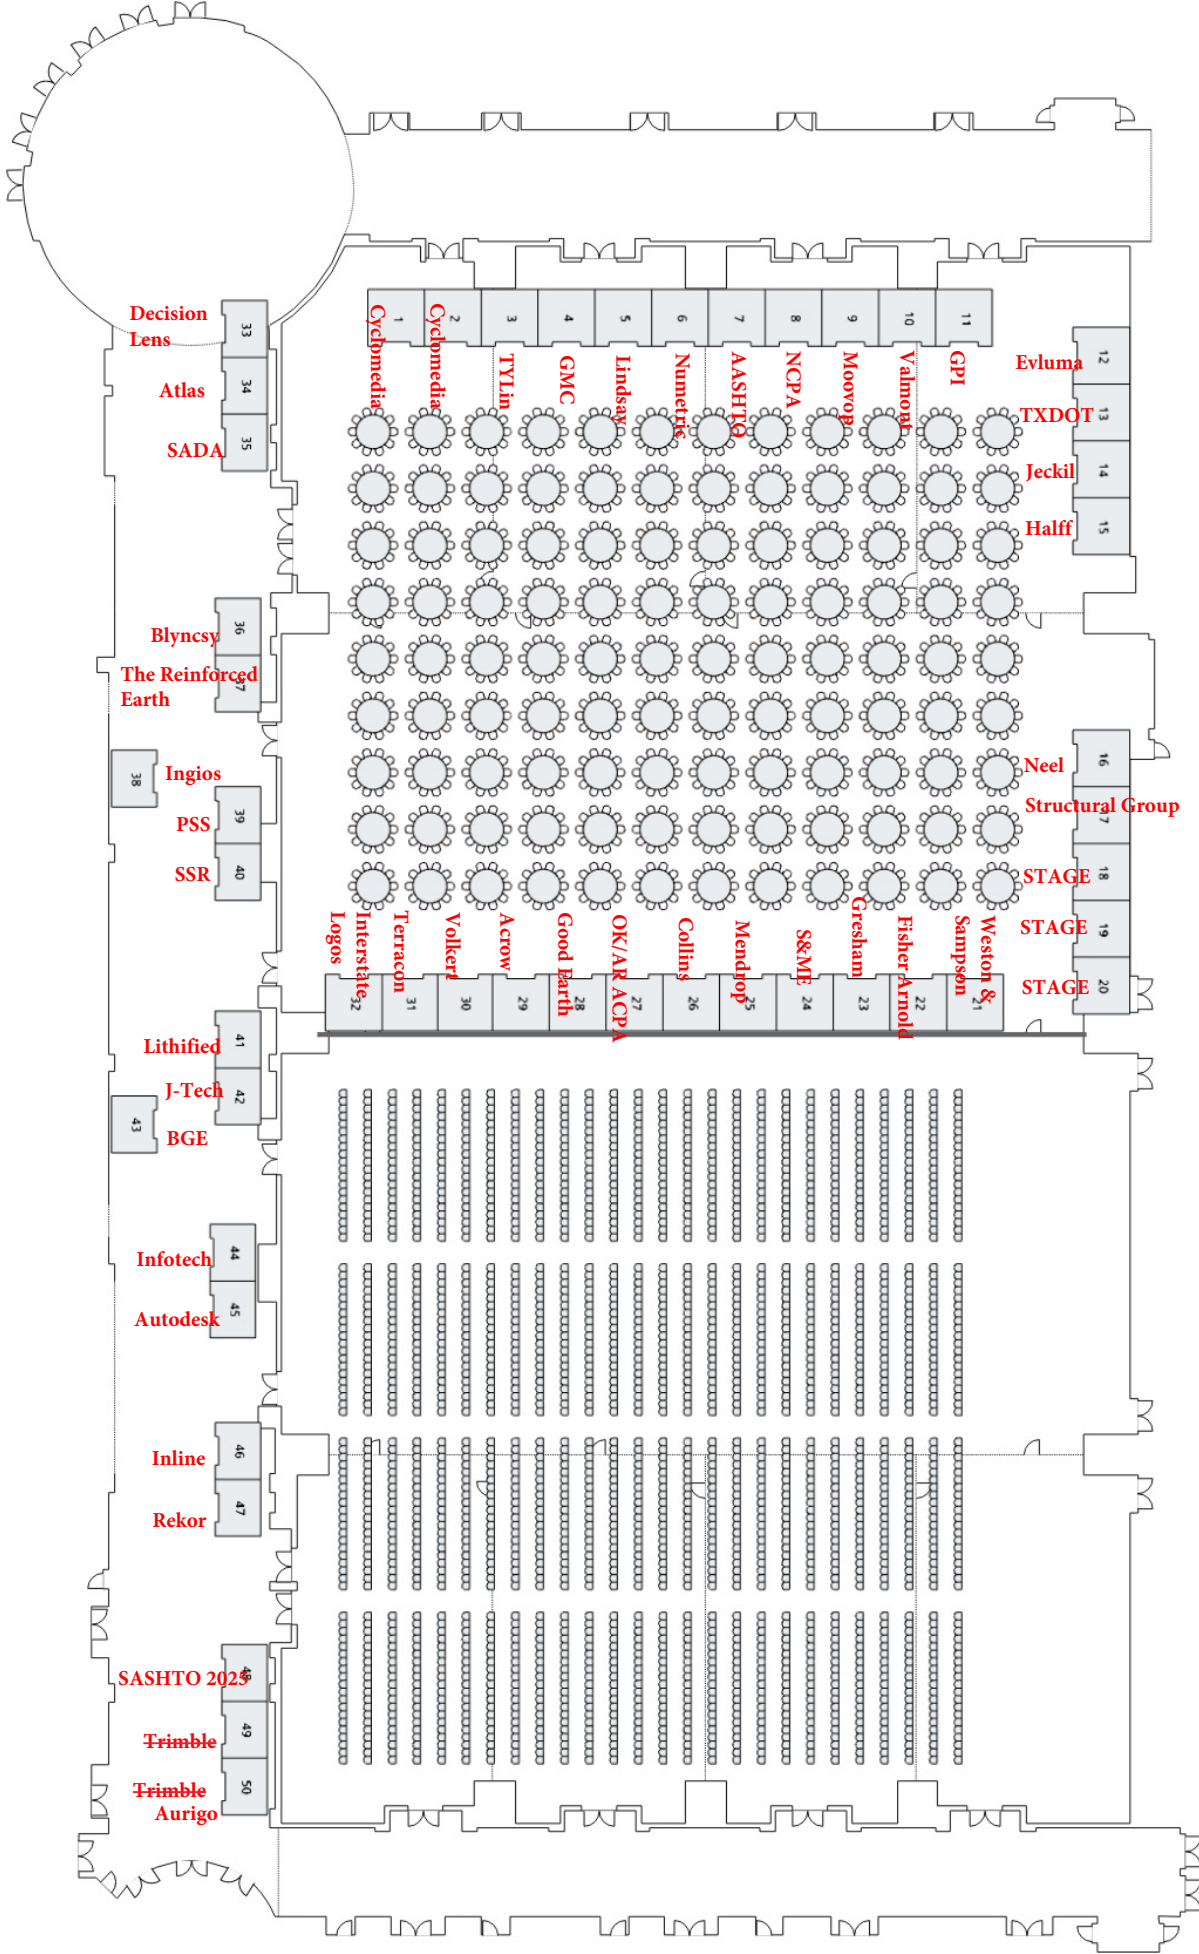 1
2
3
4
5
6
7
8
9
10
11
Cyclomedia
Cyclomedia
TYLin
GMC
Lindsay
Numetric
AASHTO
NCPA
Moovop
Valmont
GPI
Decision
Lens
33
Atlas
34
SADA
35
Evluma
12
TXDOT
13
Jeckil
14
Halff
15
Blyncsy
36
The Reinforced
Earth
37
38
Ingios
39
PSS
SSR
40
Neel
16
Structural Group
17
STAGE
18
STAGE
19
STAGE
20
Logos
Interstate
Terracon
Volkert
Acrow
Good Earth
OK/AR ACPA
Collins
Mendrop
S&ME
Gresham
Fisher Arnold
Weston &
Sampson
32
31
30
29
28
27
26
25
24
23
22
21
Lithified
41
J-Tech
42
43
BGE
Infotech
44
Autodesk
45
Inline
46
Rekor
47
SASHTO 2025
48
Trimble
49
Trimble
Aurigo
50